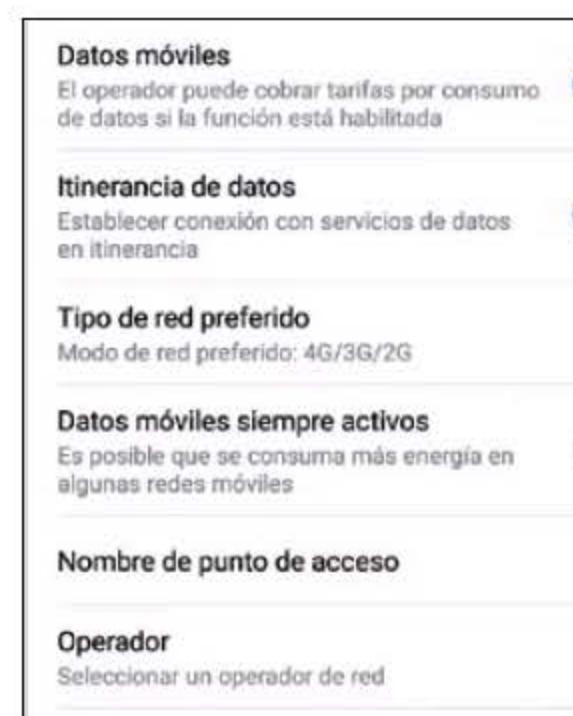 Datos móviles
El operador puede cobrar tarifas por consumo
de datos si la función está habilitada
Itinerancia de datos
Establecer conexión con servicios de datos
en itinerancia
Tipo de red preferido
Modo de red preferido: 4G/3G/2G
Datos móviles siempre activos
Es posible que se consuma más energía en
algunas redes móviles
Nombre de punto de acceso
Operador
Seleccionar un operador de red